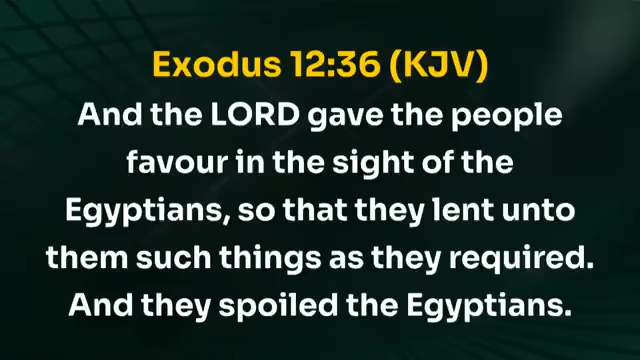 Exodus 12:36 (KJV)
And the LORD gave the people
favour in the sight of the
Egyptians, so that they lent unto
them such things as they required.
And they spoiled the Egyptians.